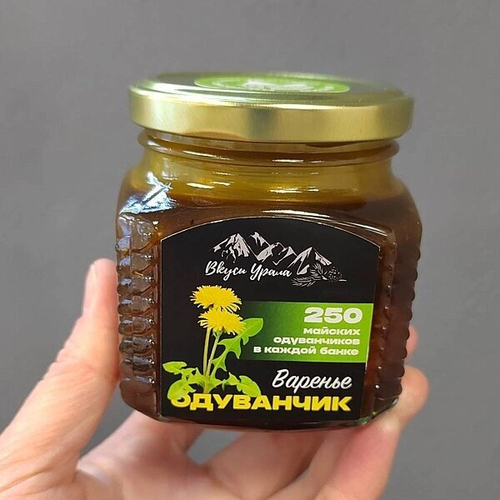 Вкуси Урала
250
майских
одуванчиков
в каждой банке
Варенье
ОДУВАНЧИК